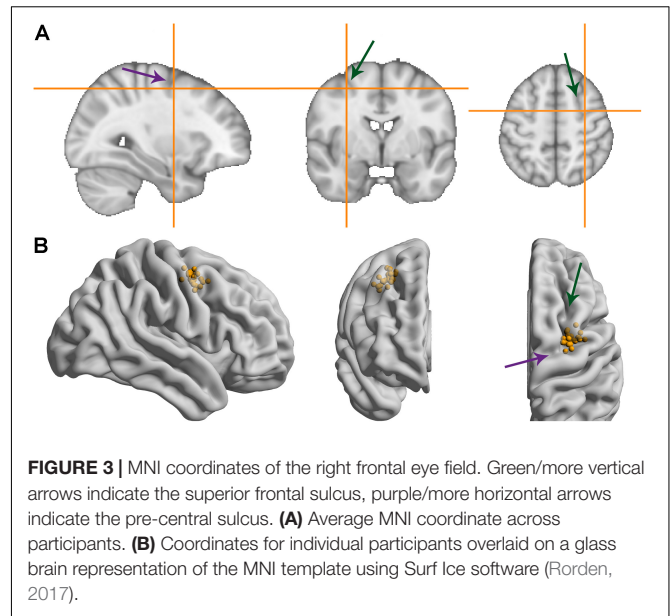 A
B
FIGURE 3 | MNI coordinates of the right frontal eye field. Green/more vertical
arrows indicate the superior frontal sulcus, purple/more horizontal arrows
indicate the pre-central sulcus. (A) Average MNI coordinate across
participants. (B) Coordinates for individual participants overlaid on a glass
brain representation of the MNI template using Surf Ice software (Rorden,
2017).